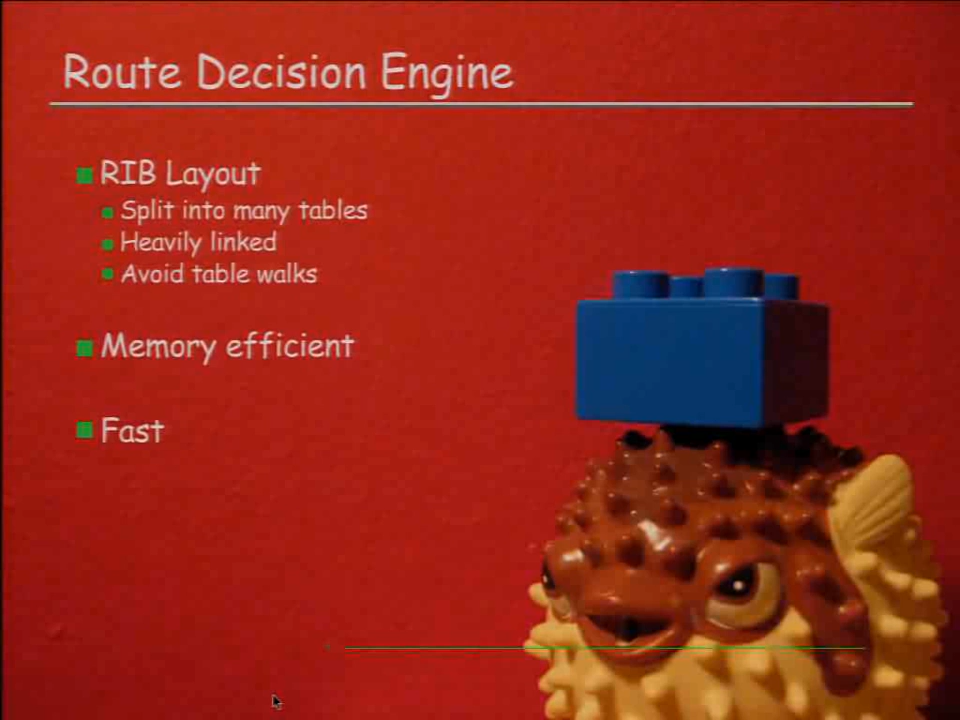 Route Decision Engine
RIB Layout
Split into many tables
Heavily linked
Avoid table walks
Memory efficient
Fast